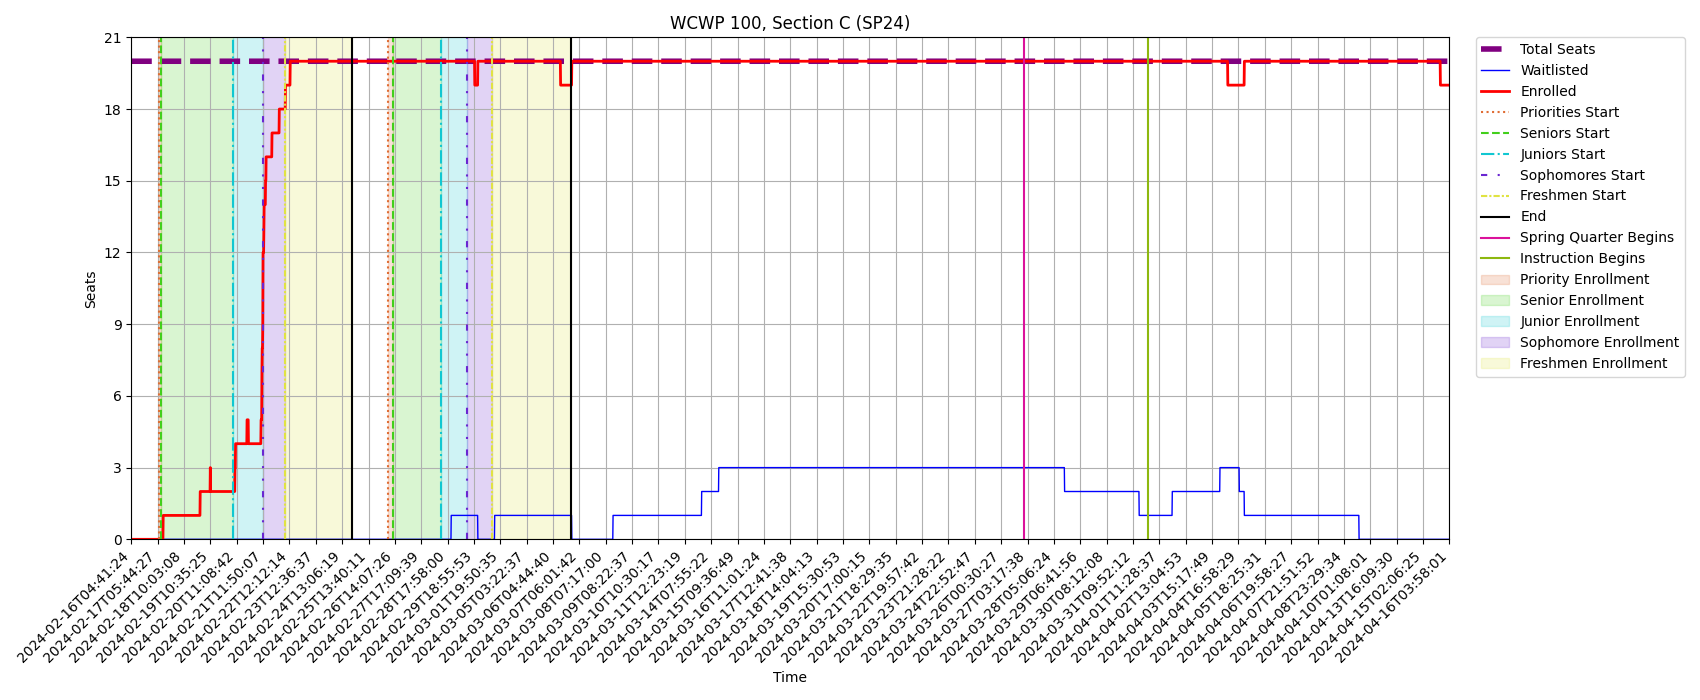 WCWP 100, Section C (SP24)
21
18
15
12
9
6
3
0
Seats
2024-02-16T04:41:24
2024-02-17T05:44:27
2024-02-18T10:03:08
2024-02-19T10:35:25
2024-02-20T11:08:42
2024-02-21T11:50:07
2024-02-22T12:12:14
2024-02-23T12:36:37
2024-02-24T13:06:19
2024-02-25T13:40:11
2024-02-26T14:07:26
2024-02-27T17:09:39
2024-02-28T17:58:00
2024-02-29T18:55:53
2024-03-01T19:50:35
2024-03-05T03:22:37
2024-03-06T04:44:40
2024-03-07T06:01:42
2024-03-08T07:17:00
2024-03-09T08:22:37
2024-03-10T10:30:17
2024-03-11T12:23:19
2024-03-14T07:55:22
2024-03-15T09:36:49
2024-03-16T11:01:24
2024-03-17T12:41:38
2024-03-18T14:04:13
2024-03-19T15:30:53
2024-03-20T17:00:15
2024-03-21T18:29:35
2024-03-22T19:57:42
2024-03-23T21:28:22
2024-03-24T22:52:47
2024-03-26T00:30:27
2024-03-27T03:17:38
2024-03-28T05:06:24
2024-03-29T06:41:56
2024-03-30T08:12:08
2024-03-31T09:52:12
2024-04-01T11:28:37
2024-04-02T13:04:53
2024-04-03T15:17:49
2024-04-04T16:58:29
2024-04-05T18:25:31
2024-04-06T19:58:27
2024-04-07T21:51:52
2024-04-08T23:29:34
2024-04-10T01:08:01
2024-04-13T16:09:30
2024-04-15T02:06:25
2024-04-16T03:58:01
Time
Total Seats
Waitlisted
Enrolled
Priorities Start
Seniors Start
Juniors Start
Sophomores Start
Freshmen Start
End
Spring Quarter Begins
Instruction Begins
Priority Enrollment
Senior Enrollment
Junior Enrollment
Sophomore Enrollment
Freshmen Enrollment